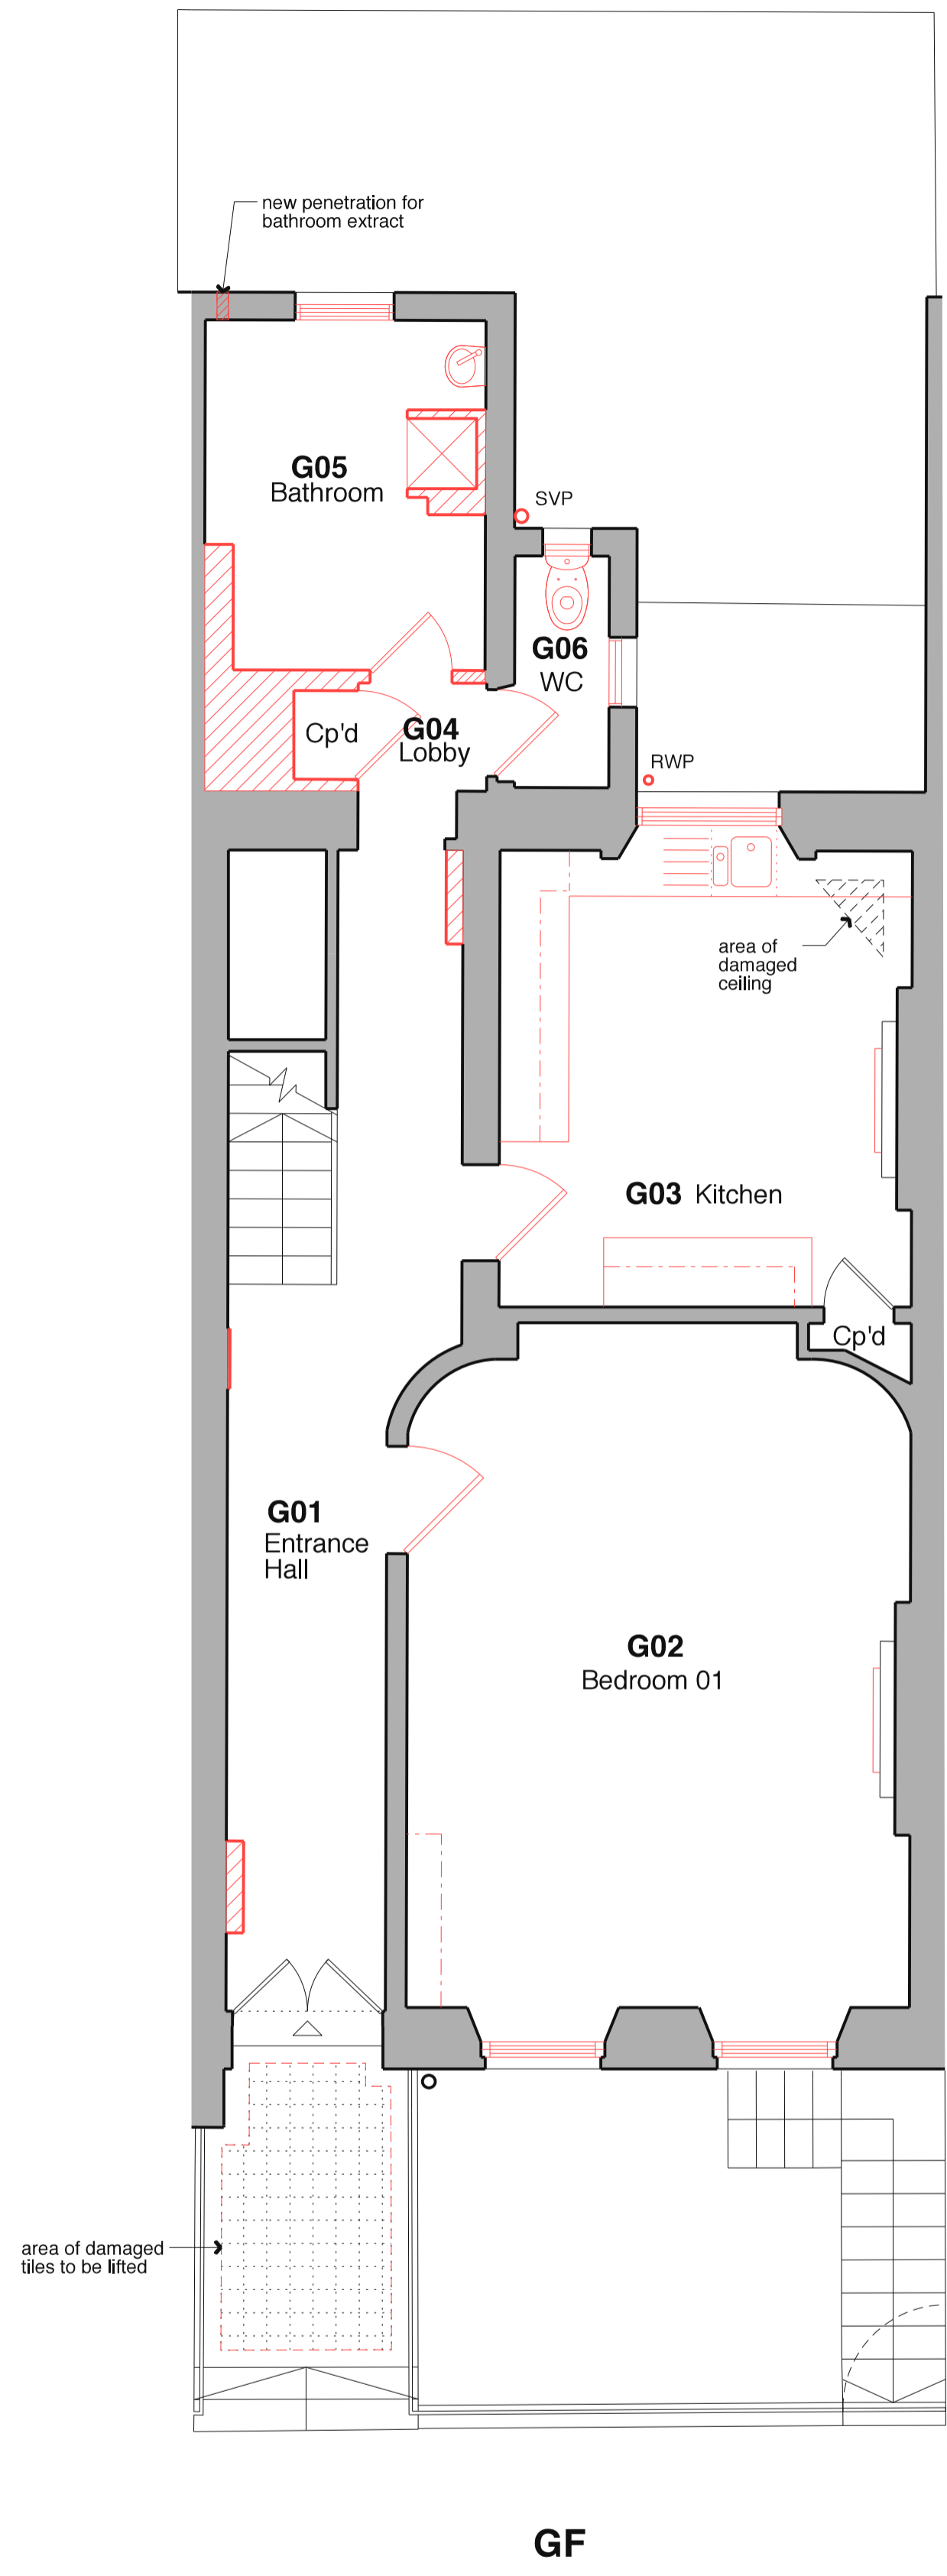 new penetration for
bathroom extract
G05
Bathroom
SVP
G06
WC
Cp'd
G04
Lobby
RWP
area of
damaged
ceiling
G03 Kitchen
Cp'd
G01
Entrance
Hall
G02
Bedroom 01
area of damaged
tiles to be lifted
GF